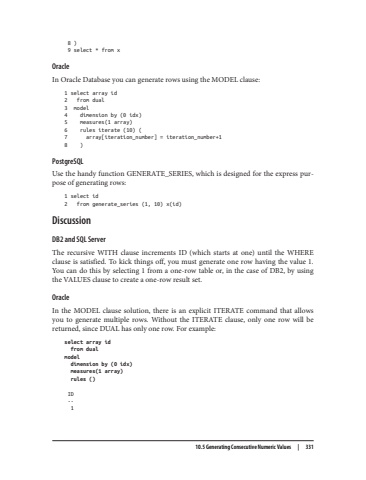 8 )
9 select * from x
Oracle
In Oracle Database you can generate rows using the MODEL clause:
1 select array id
2 from dual
3 model
4 dimension by (0 idx)
5 measures(1 array)
6 rules iterate (10) (
7 array[iteration_number] = iteration_number+1
8 )
PostgreSQL
Use the handy function GENERATE_SERIES, which is designed for the express pur-
pose of generating rows:
1 select id
2 from generate_series (1, 10) x(id)
Discussion
DB2 and SQL Server
The recursive WITH clause increments ID (which starts at one) until the WHERE
clause is satisfied. To kick things off, you must generate one row having the value 1.
You can do this by selecting 1 from a one-row table or, in the case of DB2, by using
the VALUES clause to create a one-row result set.
Oracle
In the MODEL clause solution, there is an explicit ITERATE command that allows
you to generate multiple rows. Without the ITERATE clause, only one row will be
returned, since DUAL has only one row. For example:
select array id
from dual
model
dimension by (0 idx)
measures(1 array)
rules ()
ID
--
1
10.5 Generating Consecutive Numeric Values | 331